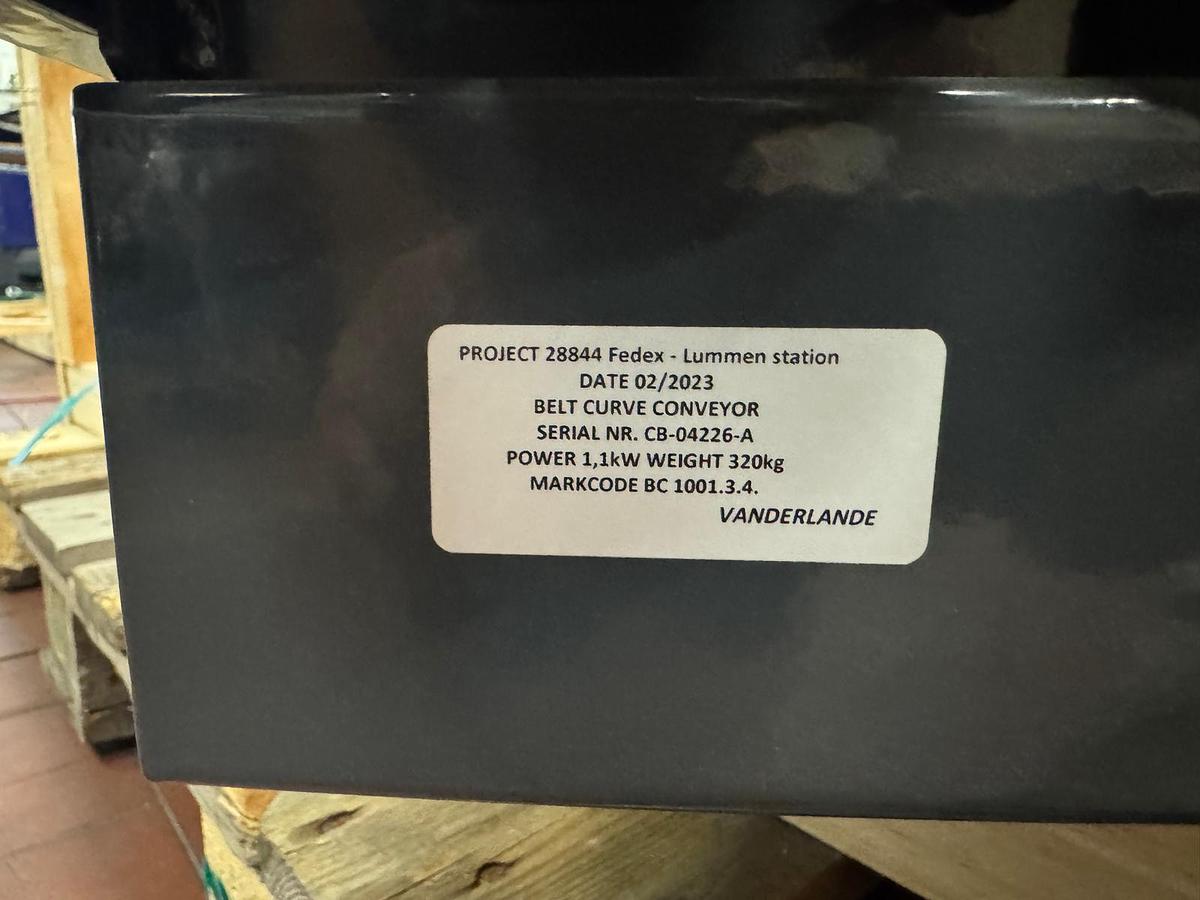 PROJECT 28844 Fedex - Lummen station
DATE 02/2023
BELT CURVE CONVEYOR
SERIAL NR. CB-04226-A
POWER 1,1kW WEIGHT 320kg
MARKCODE BC 1001.3.4.
VANDERLANDE